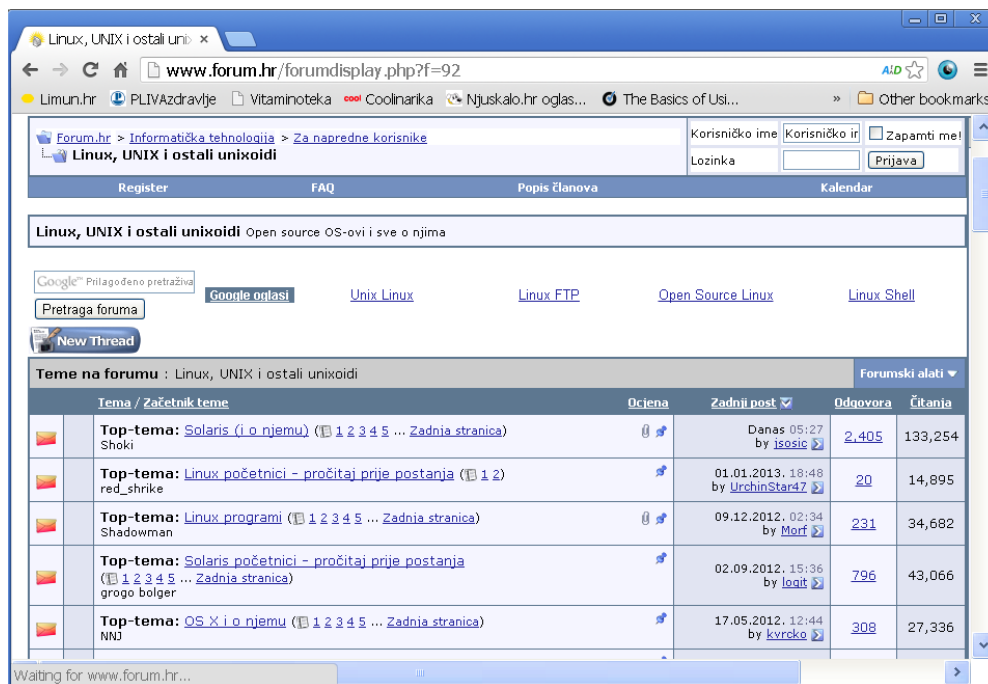 Linux, UNIX i ostali uni
www.forum.hr/forumdisplay.php?f=92
Limun.hr PLIVAzdravlje Vitaminoteka cool Coolinarika Njuskalo.hr oglas... The Basics of Usi... » Other bookmarks
Forum.hr > Informatička tehnologija > Za napredne korisnike
Linux, UNIX i ostali unixoidi
Korisničko ime Korisničko ir Zapamti me!
Lozinka Prijava
Register FAQ Popis članova Kalendar
Linux, UNIX i ostali unixoidi Open source OS-ovi i sve o njima
Google™ Prilagođeno pretraživa
Pretraga foruma
Google oglasi Unix Linux Linux FTP Open Source Linux Linux Shell
New Thread
Teme na forumu : Linux, UNIX i ostali unixoidi Forumski alati
Tema / Začetnik teme Ocjena Zadnji post Odgovora Čitanja
Top-tema: Solaris (i o njemu) (1 2 3 4 5 ... Zadnja stranica)
Shoki
Danas 05:27
by jsosic
2,405 133,254
Top-tema: Linux početnici - pročitaj prije postanja (1 2)
red_shrike
01.01.2013. 18:48
by UrchinStar47
20 14,895
Top-tema: Linux programi (1 2 3 4 5 ... Zadnja stranica)
Shadowman
09.12.2012. 02:34
by Morf
231 34,682
Top-tema: Solaris početnici - pročitaj prije postanja
(1 2 3 4 5 ... Zadnja stranica)
grogo bolger
02.09.2012. 15:36
by logit
796 43,066
Top-tema: OS X i o njemu (1 2 3 4 5 ... Zadnja stranica)
NNJ
17.05.2012. 12:44
by kvrcko
308 27,336
Waiting for www.forum.hr...